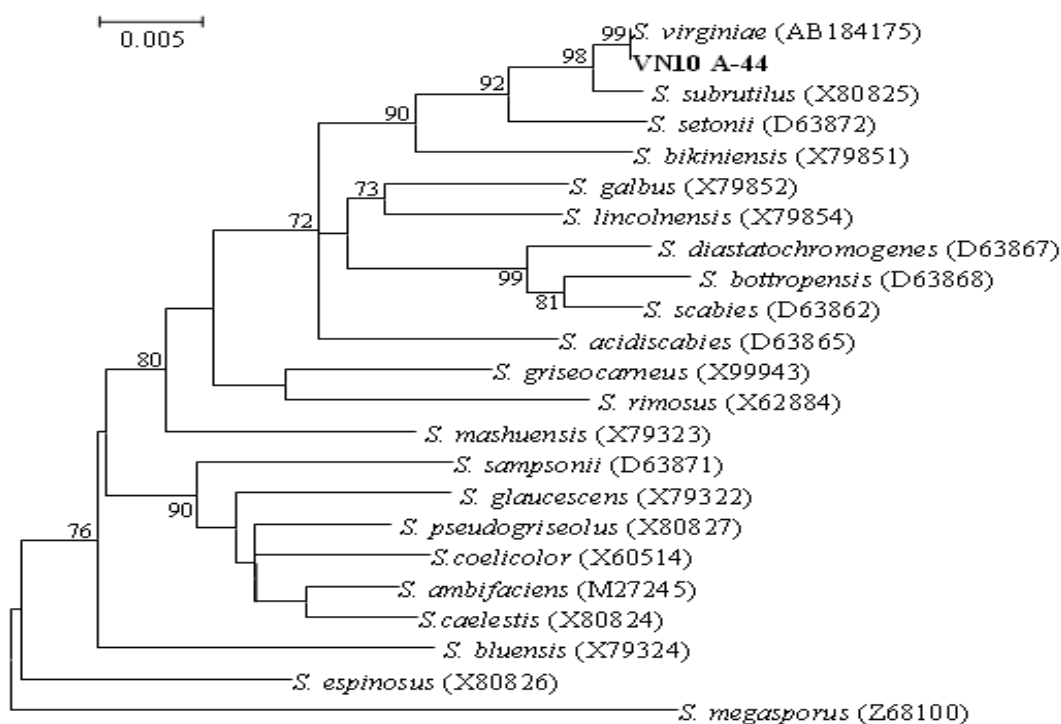 0.005
99 S. virginiae (AB184175)
VN10 A-44
98
S. subrutilus (X80825)
92
S. setonii (D63872)
90
S. bikiniensis (X79851)
S. galbus (X79852)
73
S. lincolnensis (X79854)
72
S. diastatochromogenes (D63867)
99
S. bottropensis (D63868)
81
S. scabies (D63862)
S. acidiscabies (D63865)
80
S. griseocarneus (X99943)
S. rimosus (X62884)
S. mashuensis (X79323)
S. sampsonii (D63871)
90
S. glaucescens (X79322)
76
S. pseudogriseolus (X80827)
S.coelicolor (X60514)
S. ambifaciens (M27245)
S.caelestis (X80824)
S. bluensis (X79324)
S. espinosus (X80826)
S. megasporus (Z68100)